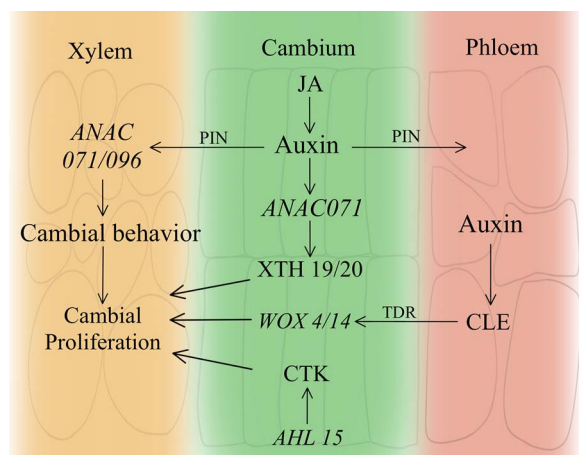 Xylem
Cambium
Phloem
JA
ANAC
071/096
PIN
Auxin
PIN
ANAC071
Cambial behavior
Auxin
XTH 19/20
Cambial
Proliferation
WOX 4/14
TDR
CLE
CTK
AHL 15